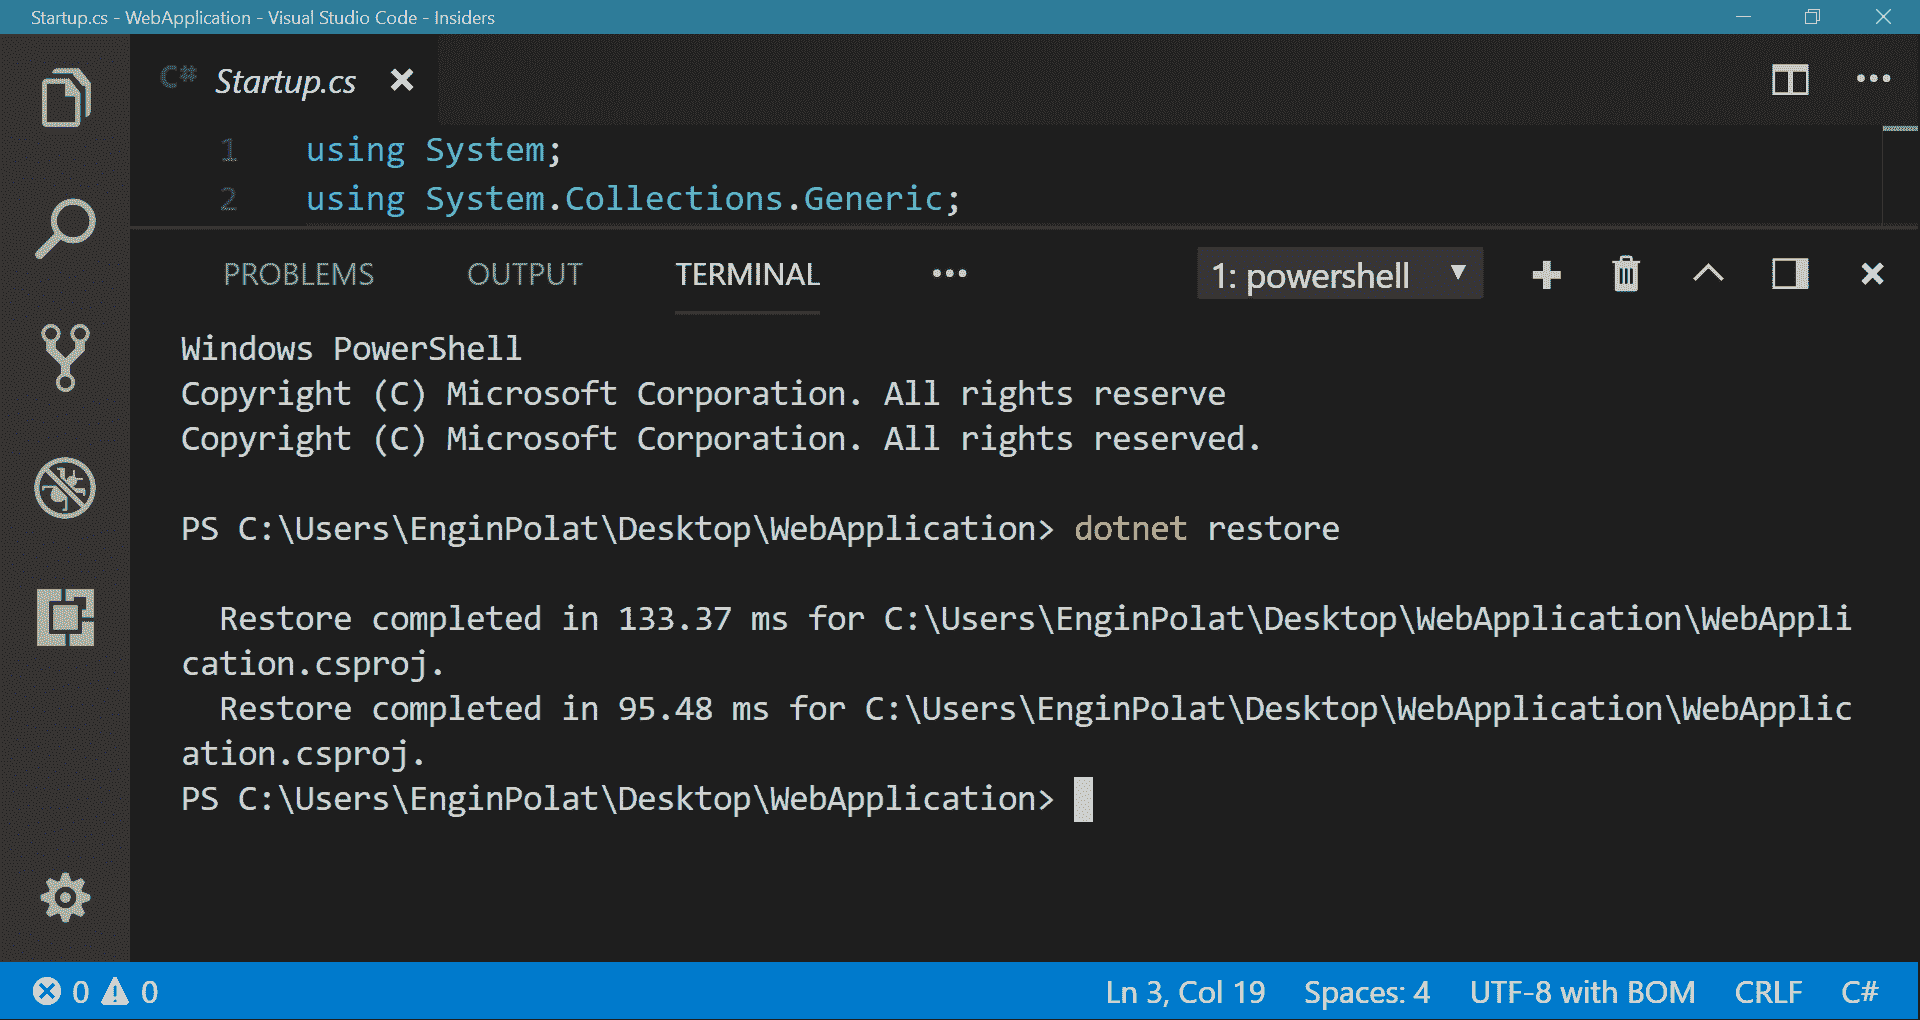 Startup.cs - WebApplication - Visual Studio Code - Insiders
C# Startup.cs
1 using System;
2 using System.Collections.Generic;
PROBLEMS OUTPUT TERMINAL ••• 1: powershell
Windows PowerShell
Copyright (C) Microsoft Corporation. All rights reserve
Copyright (C) Microsoft Corporation. All rights reserved.
PS C:\Users\EnginPolat\Desktop\WebApplication> dotnet restore
Restore completed in 133.37 ms for C:\Users\EnginPolat\Desktop\WebApplication\WebAppli
cation.csproj.
Restore completed in 95.48 ms for C:\Users\EnginPolat\Desktop\WebApplication\WebApplic
ation.csproj.
PS C:\Users\EnginPolat\Desktop\WebApplication>
0 0 Ln 3, Col 19 Spaces: 4 UTF-8 with BOM CRLF C#